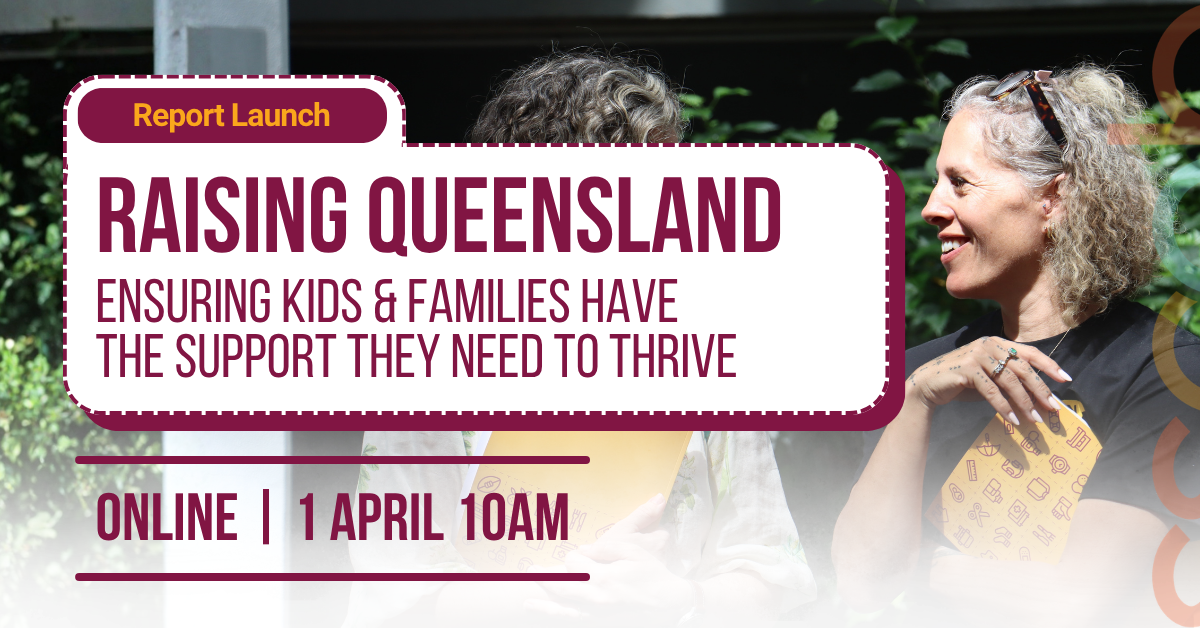 Report Launch
RAISING QUEENSLAND
ENSURING KIDS & FAMILIES HAVE
THE SUPPORT THEY NEED TO THRIVE
ONLINE | 1 APRIL 10AM